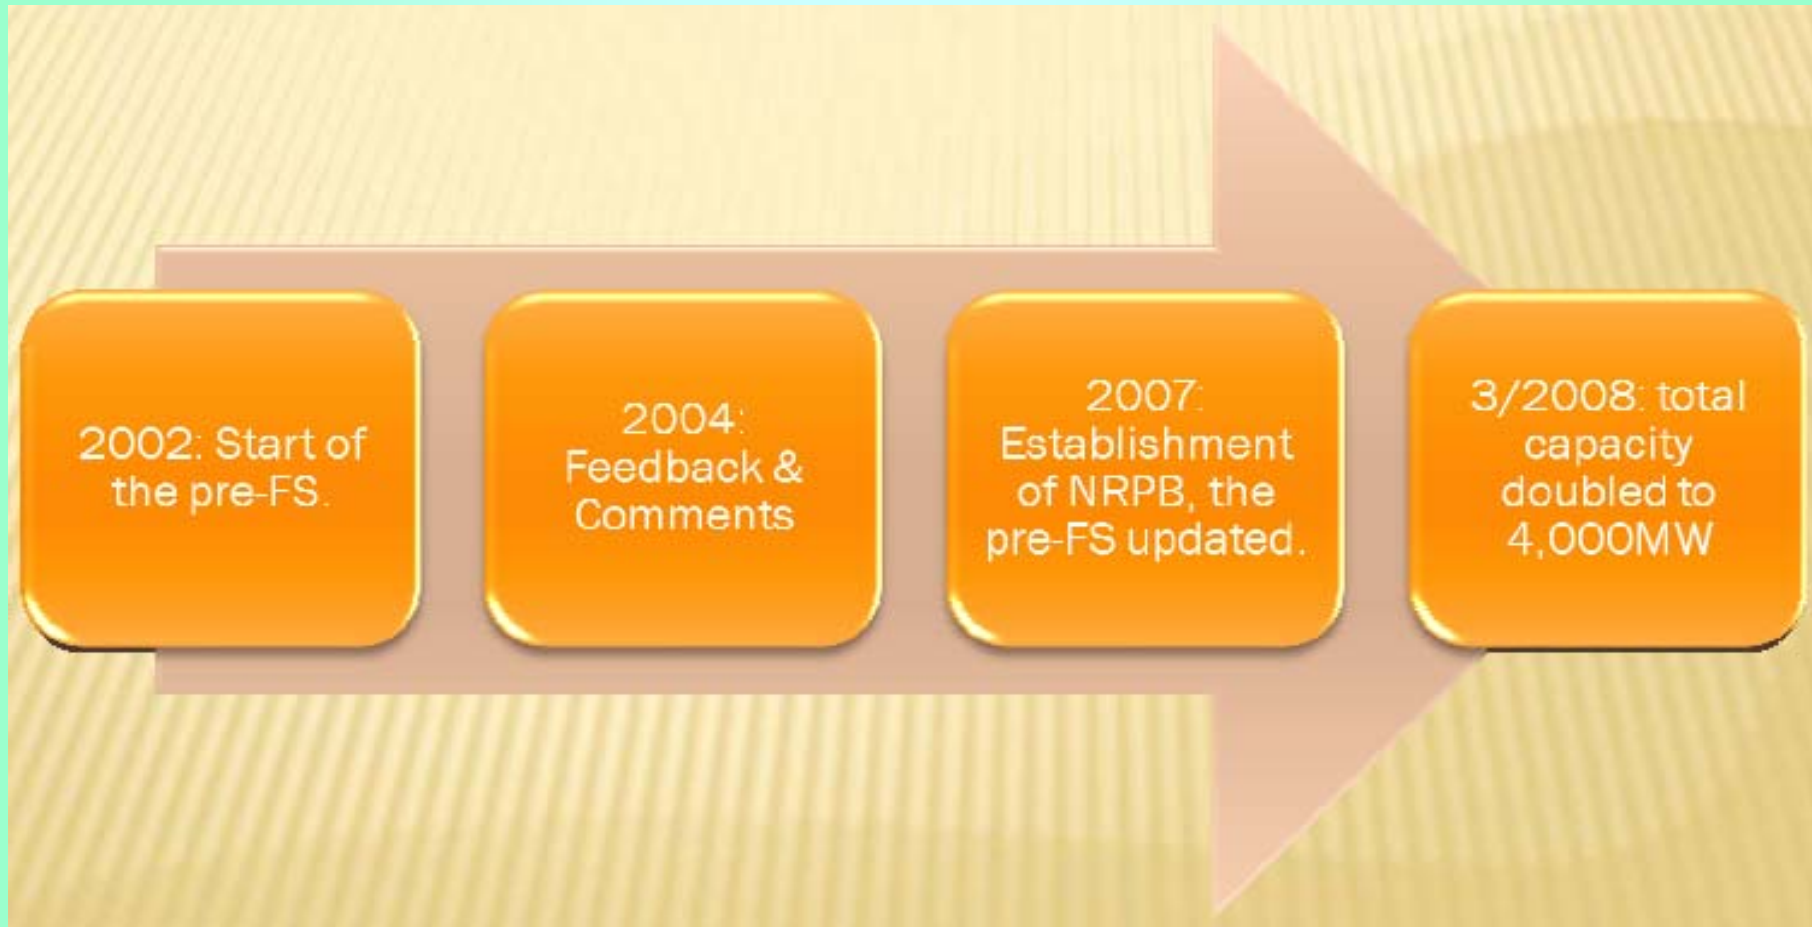 2002: Start of
the pre-FS.
2004:
Feedback &
Comments
2007:
Establishment
of NRPB, the
pre-FS updated.
3/2008: total
capacity
doubled to
4,000MW